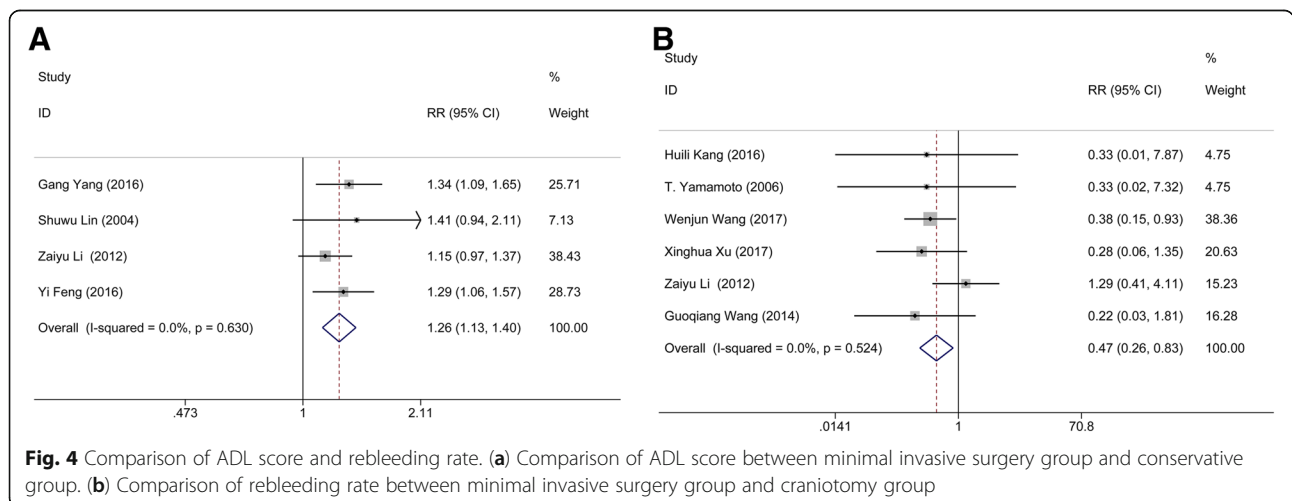 A
Study %
ID RR (95% CI) Weight
Gang Yang (2016) 1.34 (1.09, 1.65) 25.71
Shuwu Lin (2004) 1.41 (0.94, 2.11) 7.13
Zaiyu Li (2012) 1.15 (0.97, 1.37) 38.43
Yi Feng (2016) 1.29 (1.06, 1.57) 28.73
Overall (I-squared = 0.0%, p = 0.630) 1.26 (1.13, 1.40) 100.00
.473 1 2.11
B
Study %
ID RR (95% CI) Weight
Huili Kang (2016) 0.33 (0.01, 7.87) 4.75
T. Yamamoto (2006) 0.33 (0.02, 7.32) 4.75
Wenjun Wang (2017) 0.38 (0.15, 0.93) 38.36
Xinghua Xu (2017) 0.28 (0.06, 1.35) 20.63
Zaiyu Li (2012) 1.29 (0.41, 4.11) 15.23
Guoqiang Wang (2014) 0.22 (0.03, 1.81) 16.28
Overall (I-squared = 0.0%, p = 0.524) 0.47 (0.26, 0.83) 100.00
.0141 1 70.8
Fig. 4 Comparison of ADL score and rebleeding rate. (a) Comparison of ADL score between minimal invasive surgery group and conservative
group. (b) Comparison of rebleeding rate between minimal invasive surgery group and craniotomy group